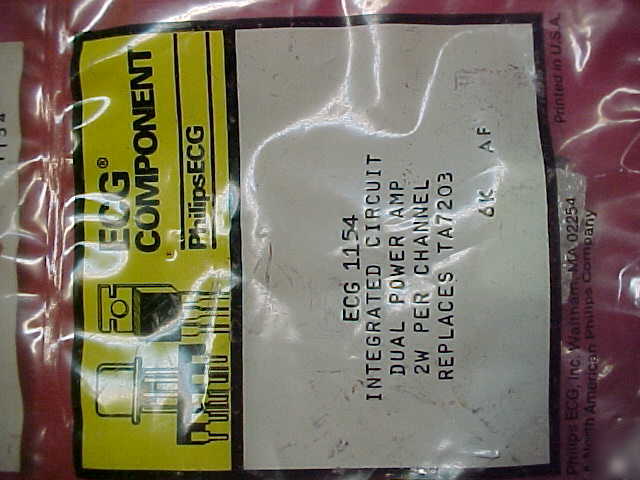 ECG®
COMPONENT
PhilipsECG
ECG 1154
INTEGRATED CIRCUIT
DUAL POWER AMP
2W PER CHANNEL
REPLACES TA7203
6K AF
Philips ECG, Inc. Waltham, MA 02254
A North American Philips Company
Printed in U.S.A.